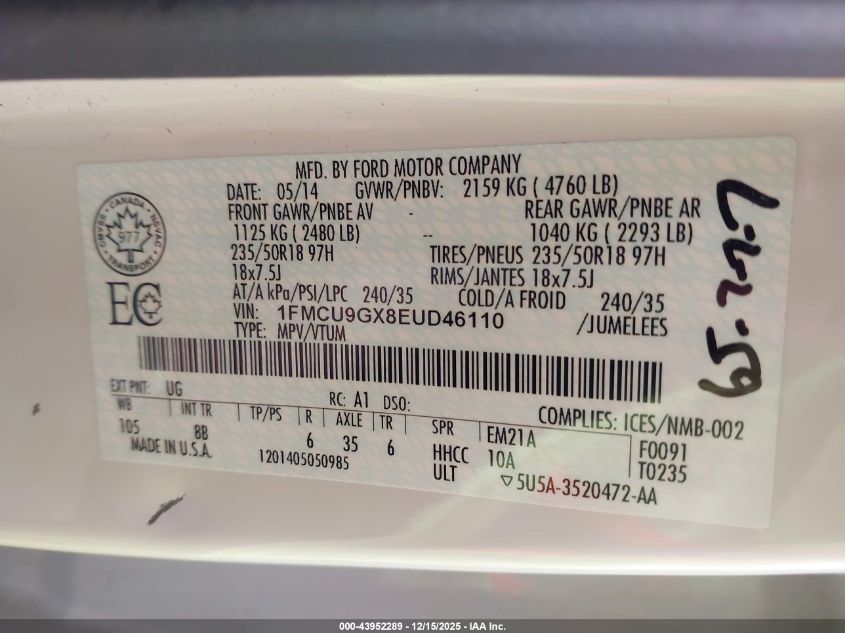 MFD. BY FORD MOTOR COMPANY
DATE: 05/14 GVWR/PNBV: 2159 KG ( 4760 LB)
FRONT GAWR/PNBE AV - REAR GAWR/PNBE AR
1125 KG ( 2480 LB) -- 1040 KG ( 2293 LB)
235/50R18 97H TIRES/PNEUS 235/50R18 97H
18x7.5J RIMS/JANTES 18x7.5J
AT/A kPa/PSI/LPC 240/35 COLD/A FROID 240/35
VIN: 1FMCU9GX8EUD46110 /JUMELEES
TYPE: MPV/VTUM
CANADA
977
TRANSPORT
EC
EXT PNT: UG RC: A1 DSO:
COMPLIES: ICES/NMB-002
WB INT TR TP/PS R AXLE TR SPR EM21A F0091
105 8B 6 35 6 HHCC 10A T0235
MADE IN U.S.A. 1201405050985 ULT 5U5A-3520472-AA
000-43952289 - 12/15/2025 - IAA Inc.